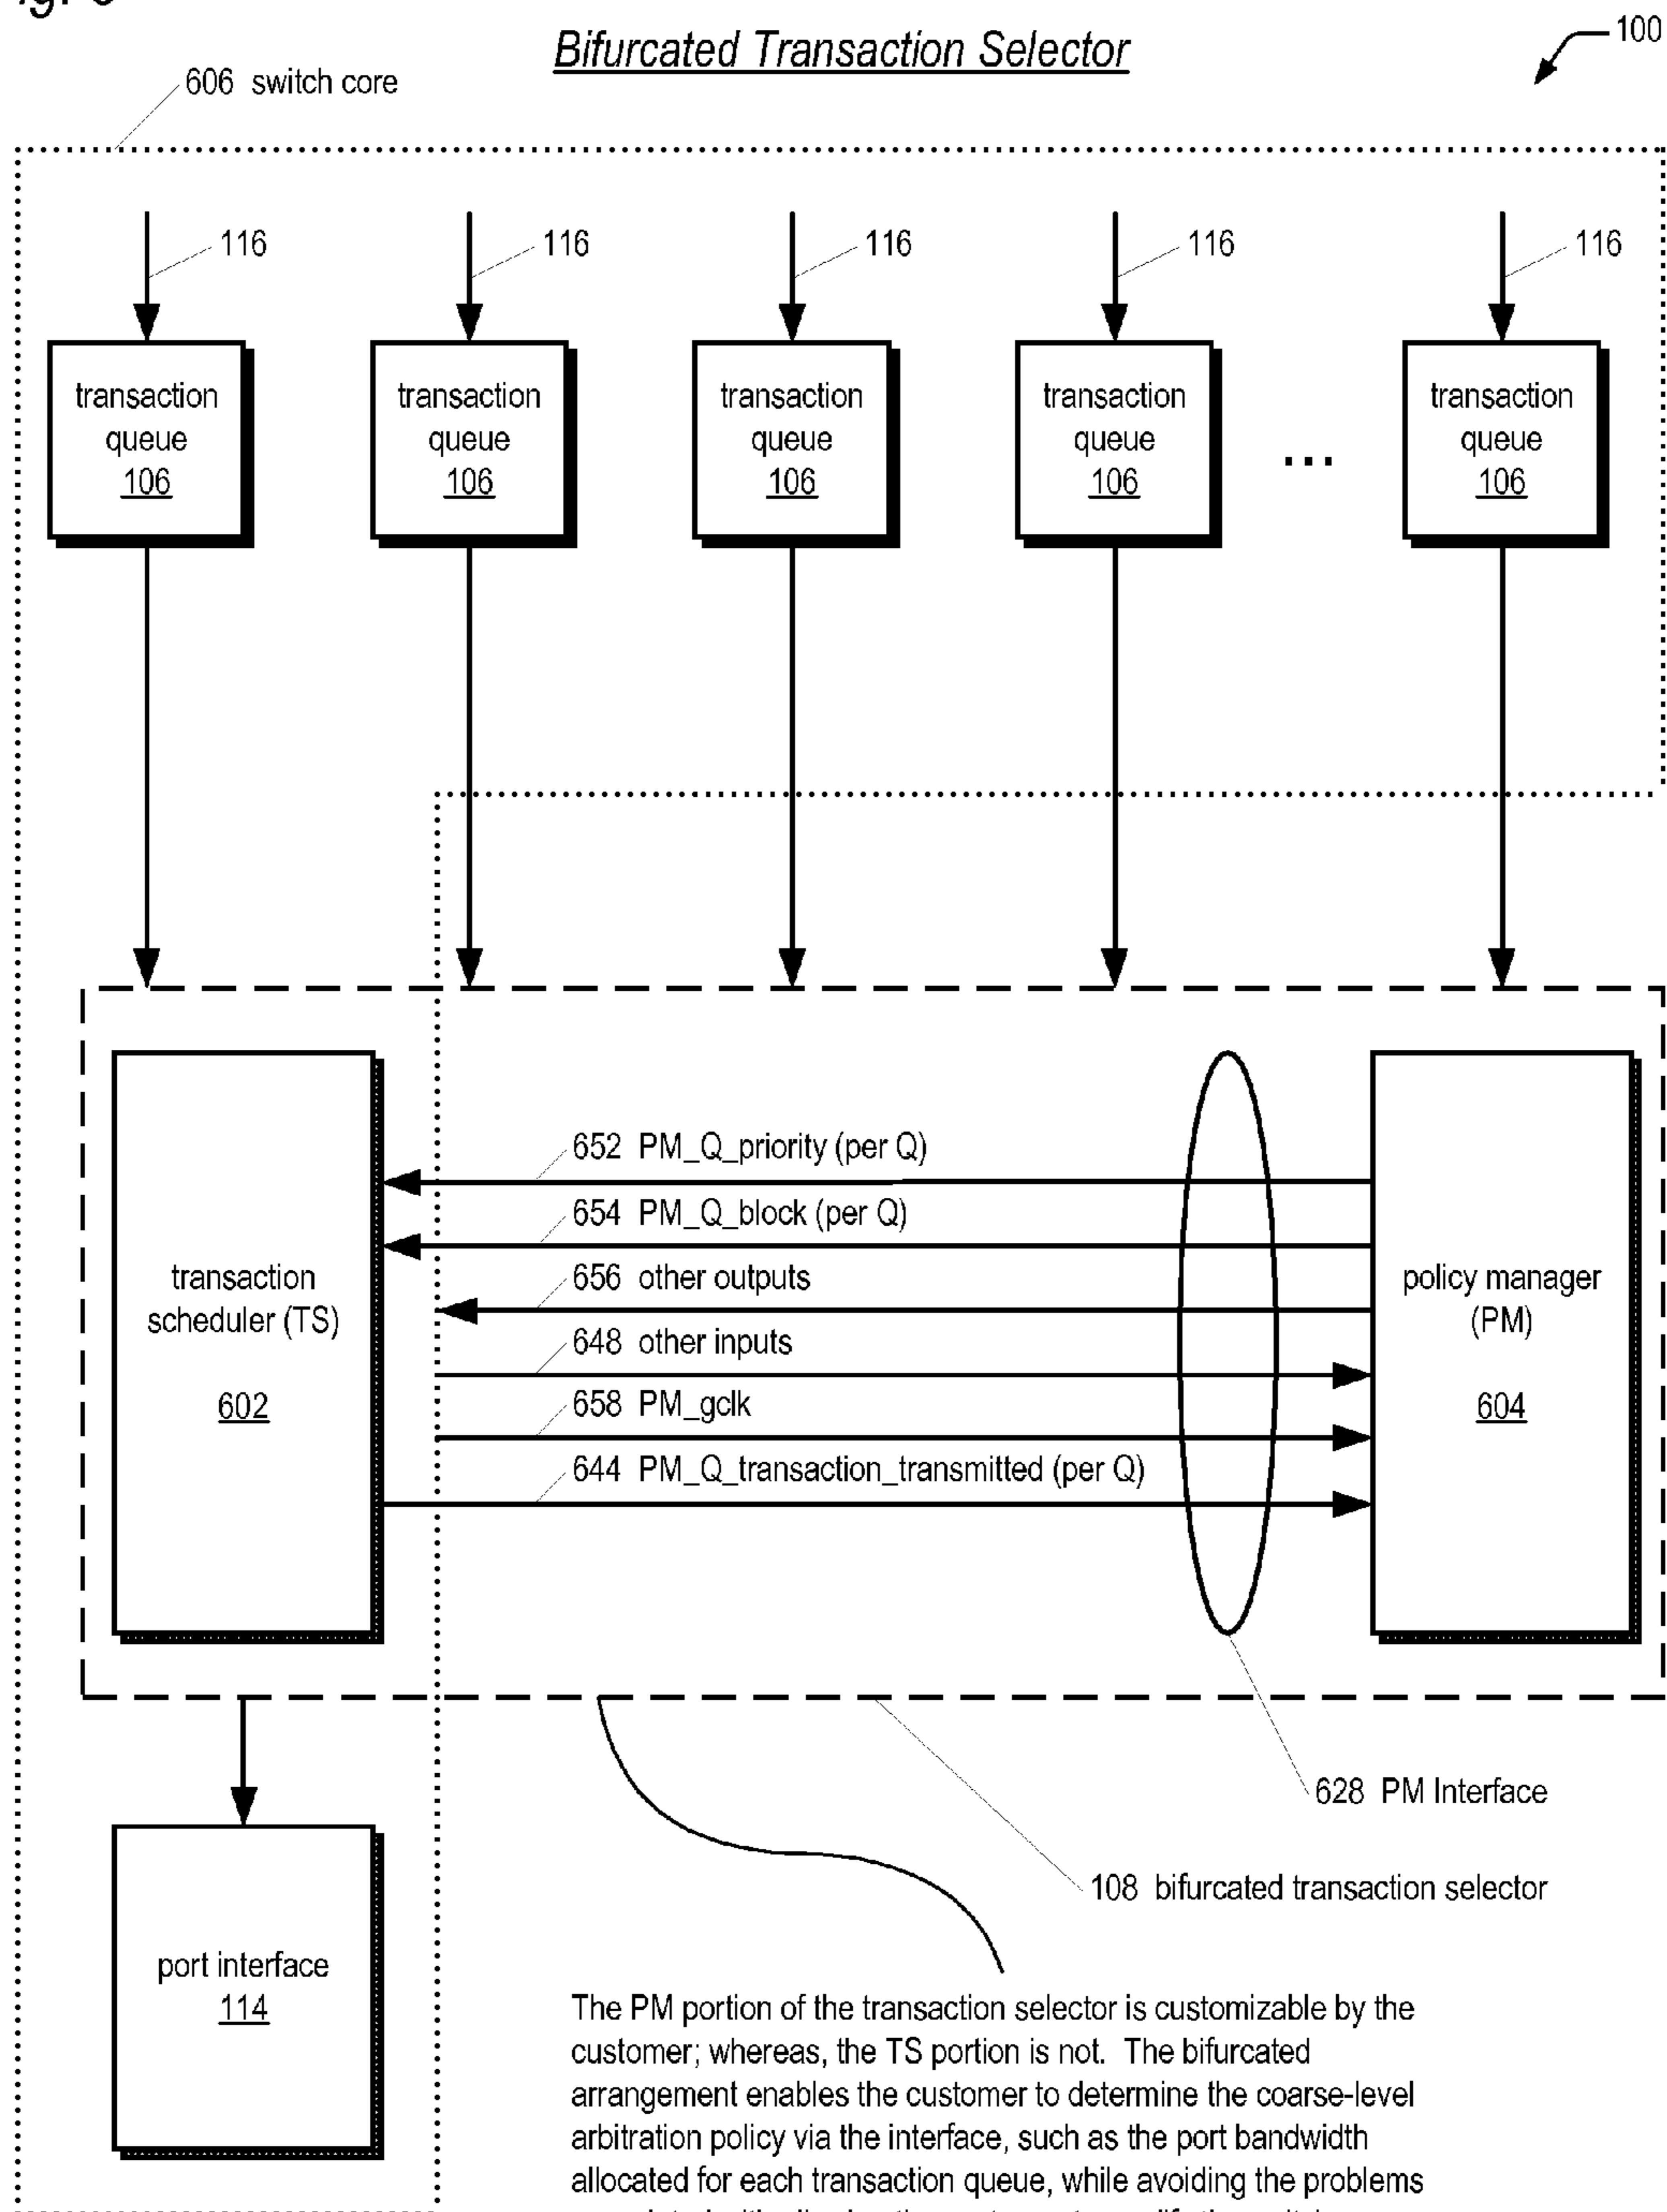 Bifurcated Transaction Selector
100
606 switch core
116 116 116 116 116
transaction queue 106
transaction queue 106
transaction queue 106
transaction queue 106
...
transaction queue 106
652 PM_Q_priority (per Q)
654 PM_Q_block (per Q)
656 other outputs
648 other inputs
658 PM_gclk
644 PM_Q_transaction_transmitted (per Q)
transaction
scheduler (TS)
602
policy manager
(PM)
604
628 PM Interface
108 bifurcated transaction selector
port interface
114
The PM portion of the transaction selector is customizable by the
customer; whereas, the TS portion is not. The bifurcated
arrangement enables the customer to determine the coarse-level
arbitration policy via the interface, such as the port bandwidth
allocated for each transaction queue, while avoiding the problems